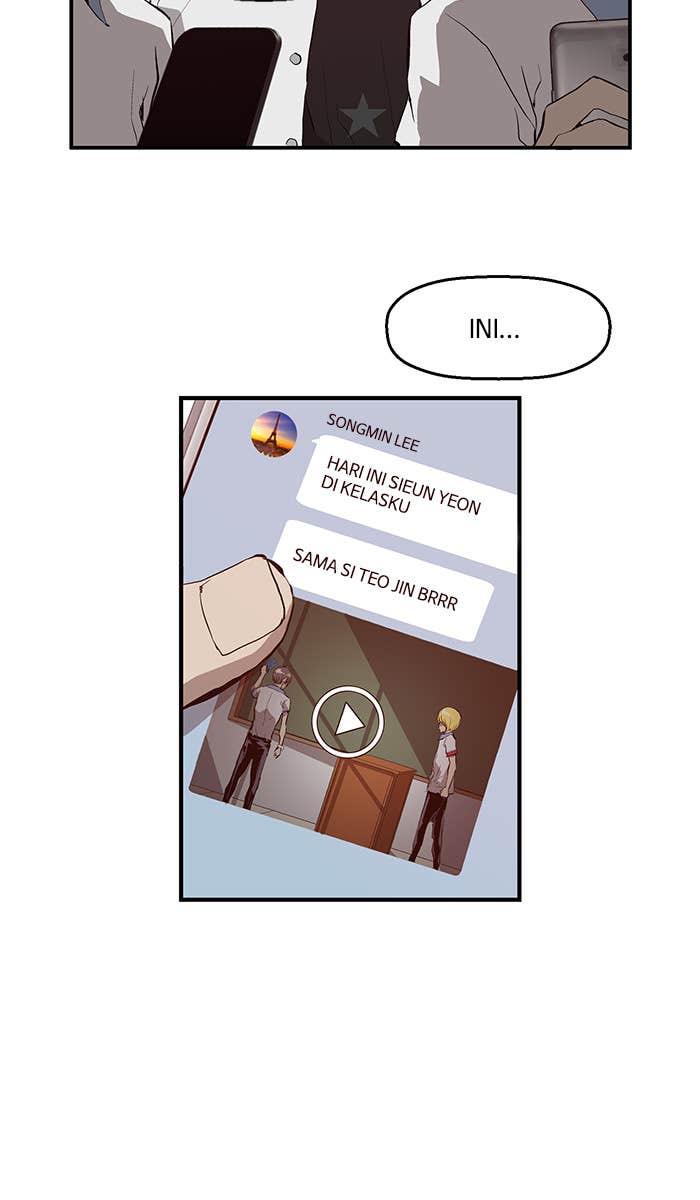 INI...
SONGMIN LEE
HARI INI SIEUN YEON
DI KELASKU
SAMA SI TEO JIN BRRR